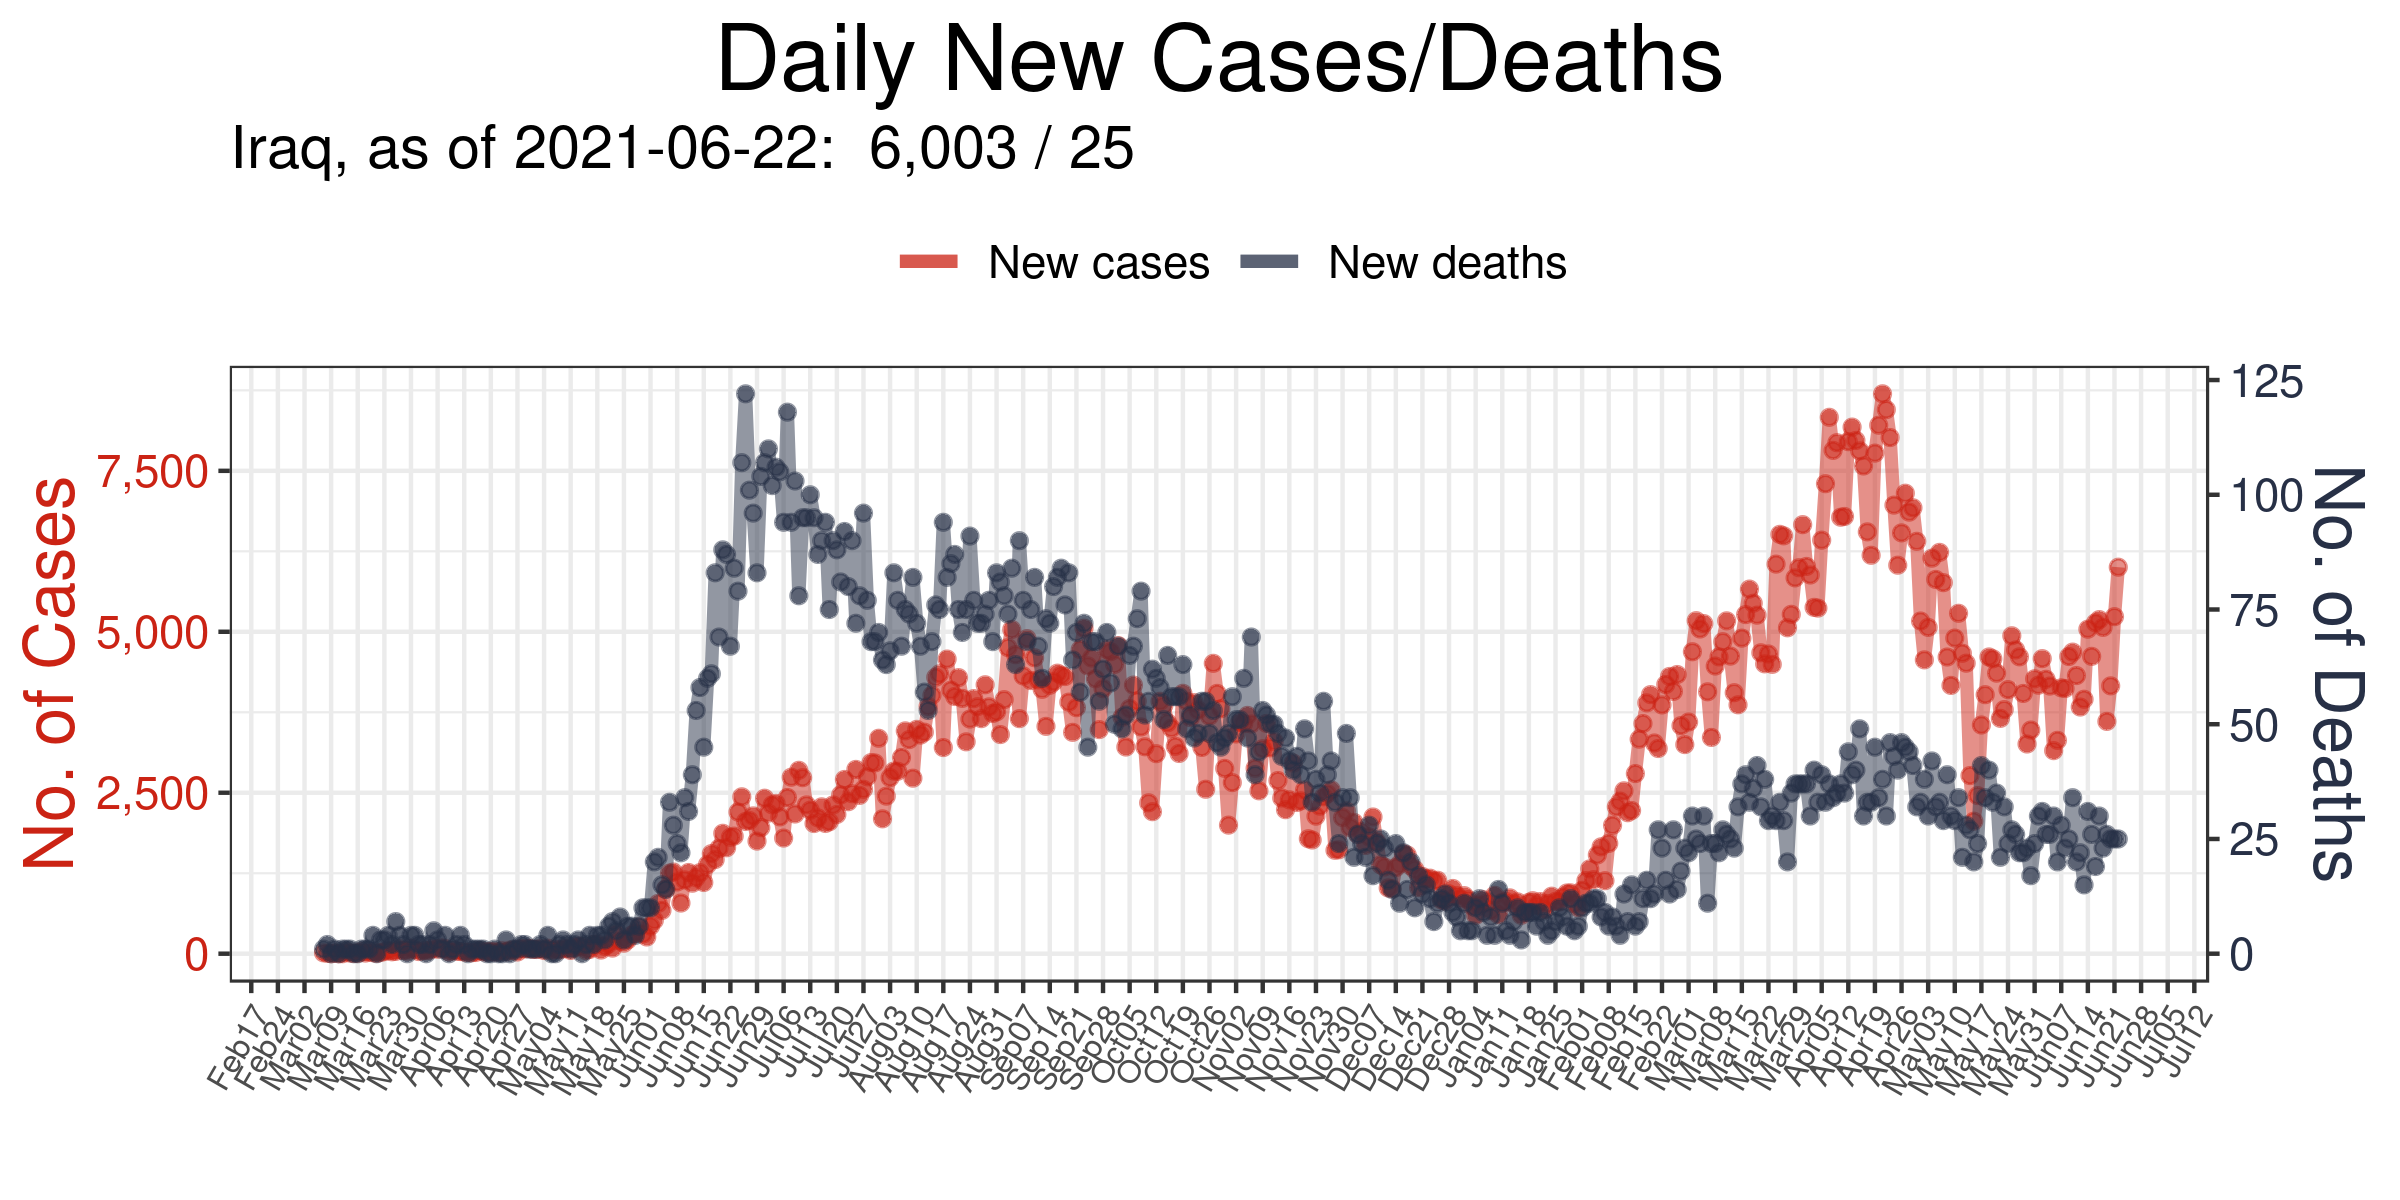 Daily New Cases/Deaths
Iraq, as of 2021-06-22: 6,003 / 25
New cases
New deaths
No. of Cases
7,500
5,000
2,500
0
125
100
75
50
25
0
No. of Deaths
Feb17
Feb24
Mar02
Mar09
Mar16
Mar23
Mar30
Apr06
Apr13
Apr20
Apr27
May04
May11
May18
May25
Jun01
Jun08
Jun15
Jun22
Jun29
Jul06
Jul13
Jul20
Jul27
Aug03
Aug10
Aug17
Aug24
Aug31
Sep07
Sep14
Sep21
Sep28
Oct05
Oct12
Oct19
Oct26
Nov02
Nov09
Nov16
Nov23
Nov30
Dec07
Dec14
Dec21
Dec28
Jan04
Jan11
Jan18
Jan25
Feb01
Feb08
Feb15
Feb22
Mar01
Mar08
Mar15
Mar22
Mar29
Apr05
Apr12
Apr19
Apr26
May03
May10
May17
May24
May31
Jun07
Jun14
Jun21
Jun28
Jul05
Jul12